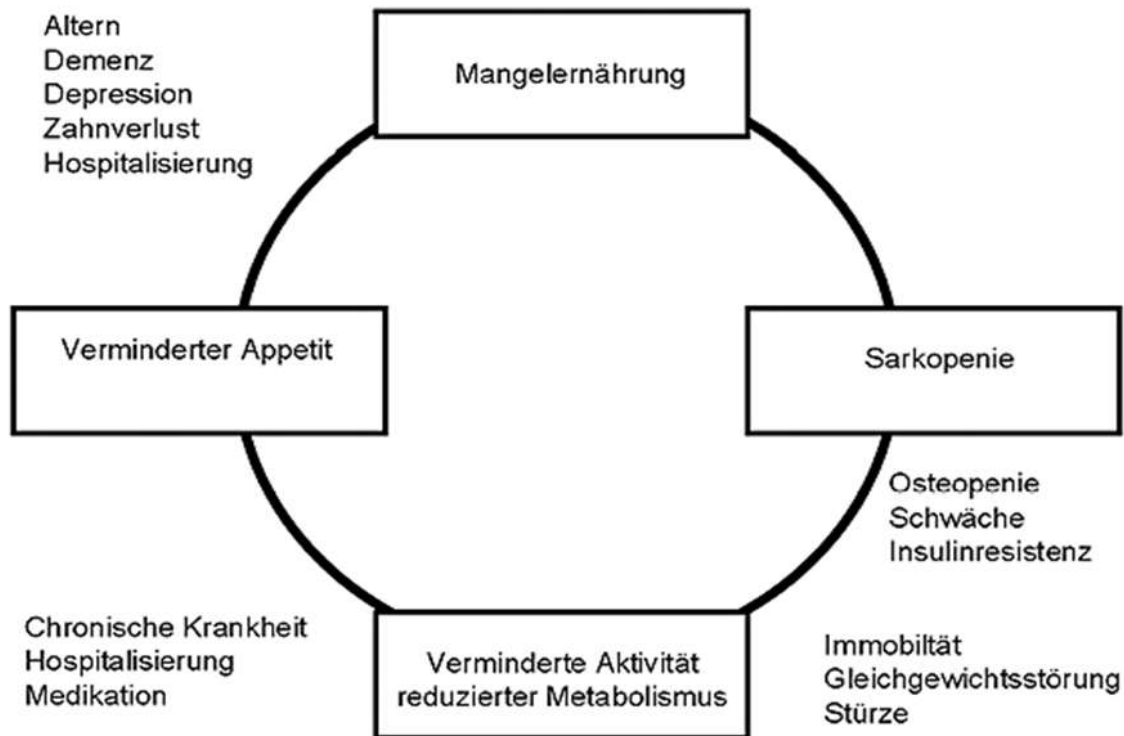 Altern
Demenz
Depression
Zahnverlust
Hospitalisierung
Mangelernährung
Verminderter Appetit
Sarkopenie
Osteopenie
Schwäche
Insulinresistenz
Chronische Krankheit
Hospitalisierung
Medikation
Verminderte Aktivität
reduzierter Metabolismus
Immobiltät
Gleichgewichtsstörung
Stürze